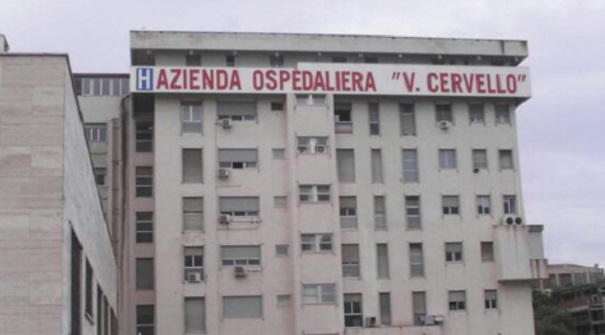 H AZIENDA OSPEDALIERA "V. CERVELLO"